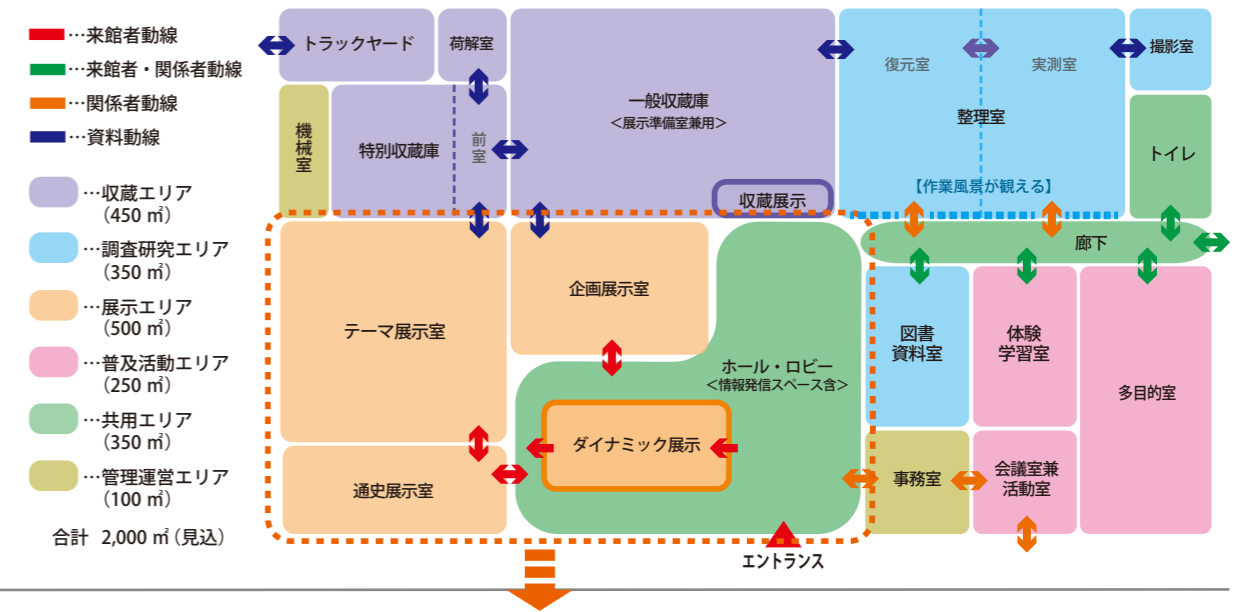 …来館者動線
…来館者・関係者動線
…関係者動線
…資料動線
…収蔵エリア
（450 ㎡）
…調査研究エリア
（350 ㎡）
…展示エリア
（500 ㎡）
…普及活動エリア
（250 ㎡）
…共用エリア
（350 ㎡）
…管理運営エリア
（100 ㎡）
合計 2,000 ㎡（見込）
トラックヤード
荷解室
一般収蔵庫
＜展示準備室兼用＞
復元室
実測室
撮影室
整理室
機械室
特別収蔵庫
前室
トイレ
収蔵展示
【作業風景が観える】
廊下
テーマ展示室
企画展示室
ホール・ロビー
＜情報発信スペース含＞
図書
資料室
体験
学習室
多目的室
ダイナミック展示
通史展示室
事務室
会議室兼
活動室
エントランス